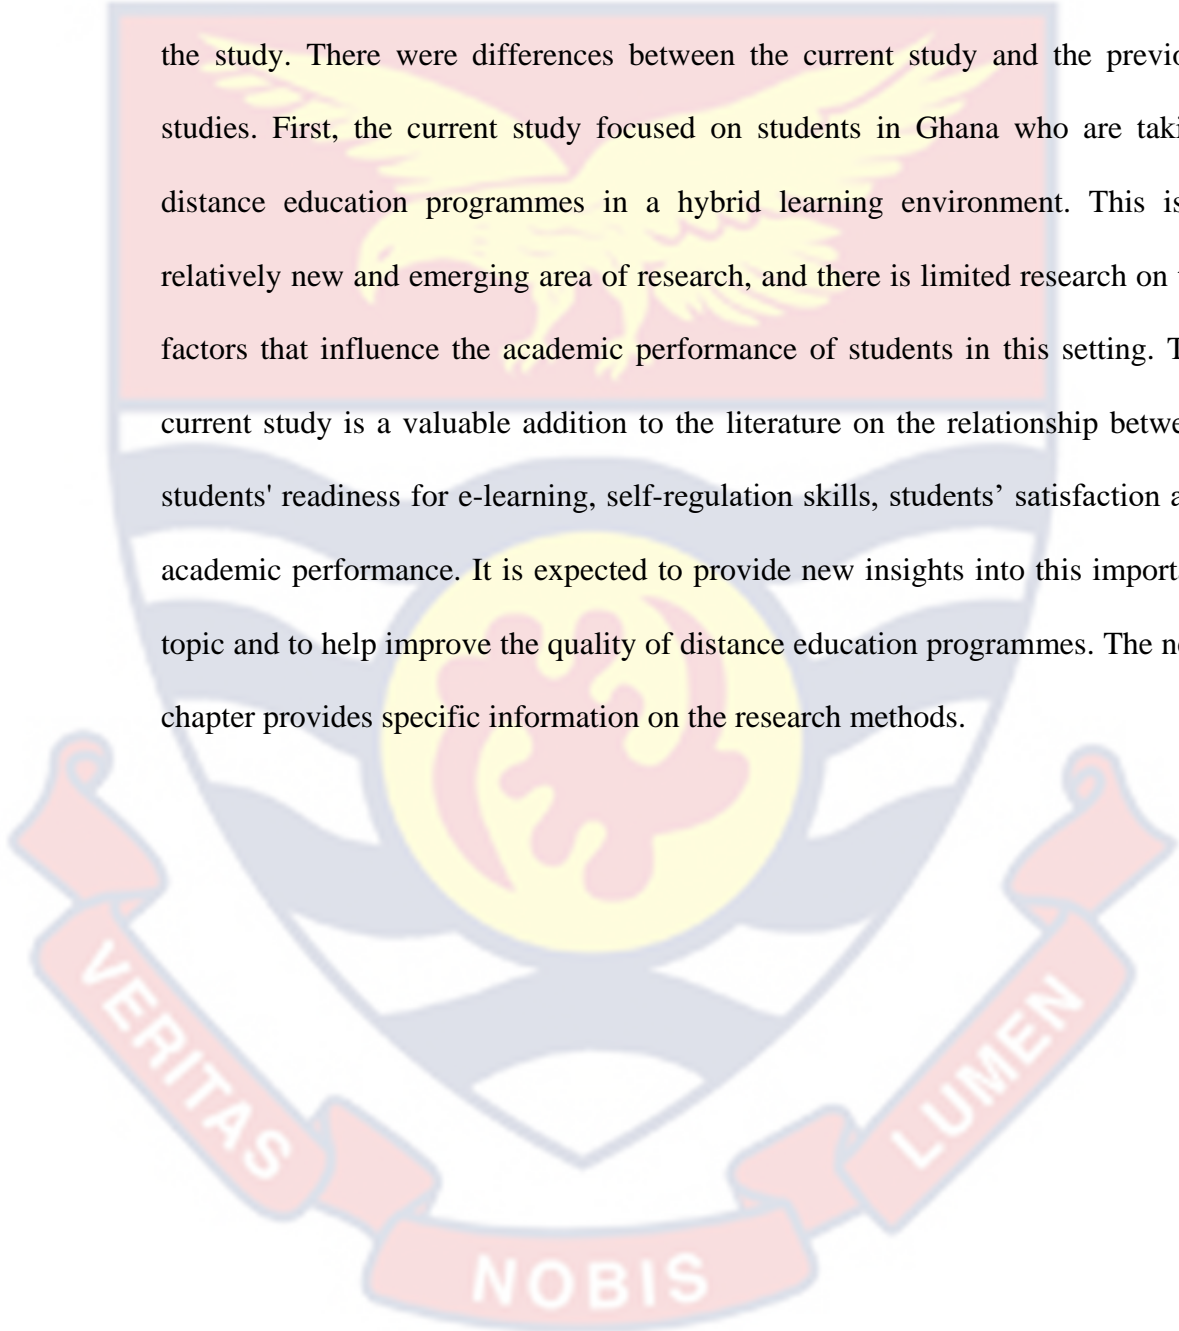 the study. There were differences between the current study and the previo
studies. First, the current study focused on students in Ghana who are taki
distance education programmes in a hybrid learning environment. This is
relatively new and emerging area of research, and there is limited research on
factors that influence the academic performance of students in this setting. T
current study is a valuable addition to the literature on the relationship betwe
students' readiness for e-learning, self-regulation skills, students’ satisfaction a
academic performance. It is expected to provide new insights into this importa
topic and to help improve the quality of distance education programmes. The n
chapter provides specific information on the research methods.
VERITAS
NOBIS
LUMEN